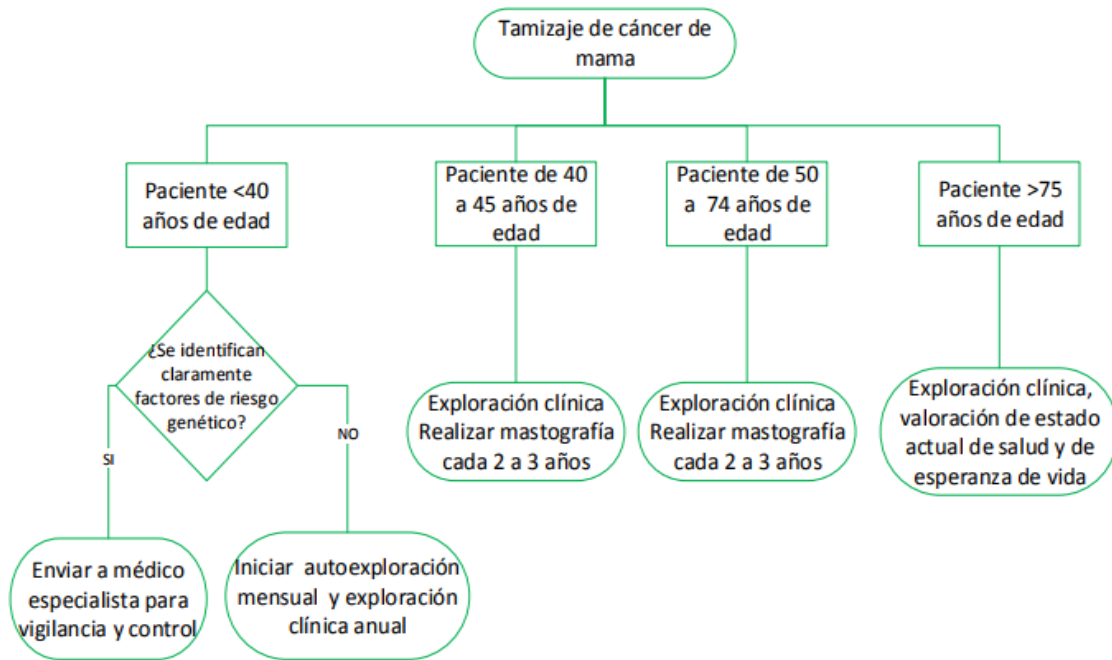 Tamizaje de cáncer de
mama
Paciente <40
años de edad
Paciente de 40
a 45 años de
edad
Paciente de 50
a 74 años de
edad
Paciente >75
años de edad
¿Se identifican
claramente
factores de riesgo
genético?
SI
NO
Exploración clínica
Realizar mastografía
cada 2 a 3 años
Exploración clínica
Realizar mastografía
cada 2 a 3 años
Exploración clínica,
valoración de estado
actual de salud y de
esperanza de vida
Enviar a médico
especialista para
vigilancia y control
Iniciar autoexploración
mensual y exploración
clínica anual